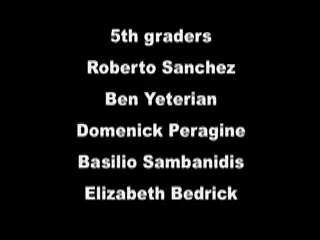 5th graders
Roberto Sanchez
Ben Yeterian
Domenick Peragine
Basilio Sambanidis
Elizabeth Bedrick